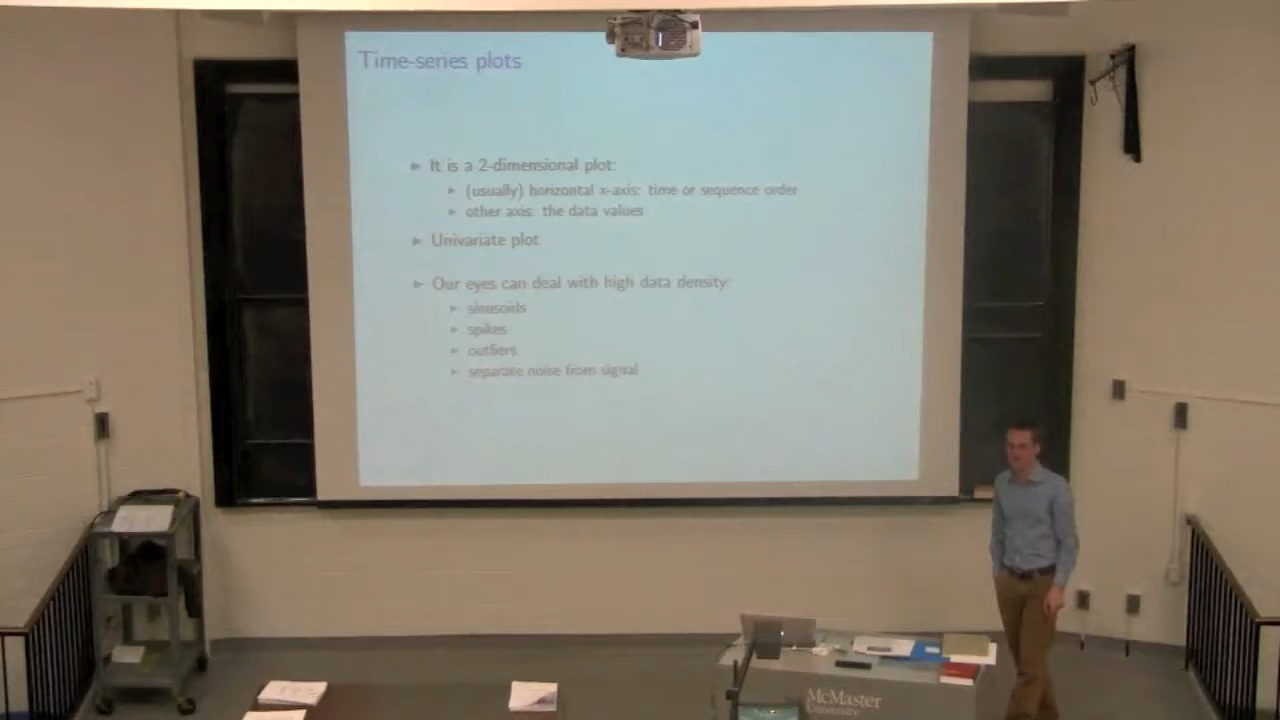 Time-series plots
► It is a 2-dimensional plot:
► (usually) horizontal x-axis: time or sequence order
► other axis: the data values
► Univariate plot
► Our eyes can deal with high data density:
► sinusoids
► spikes
► outliers
► separate noise from signal
McMaster
University